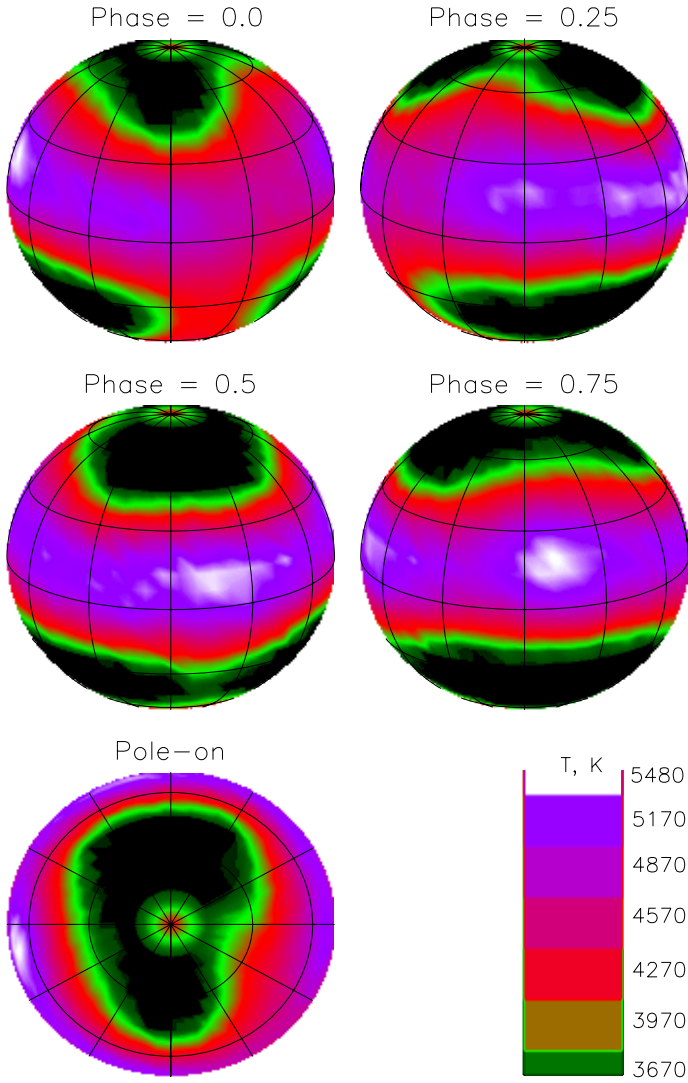 Phase = 0.0
Phase = 0.25
Phase = 0.5
Phase = 0.75
Pole-on
T, K
5480
5170
4870
4570
4270
3970
3670